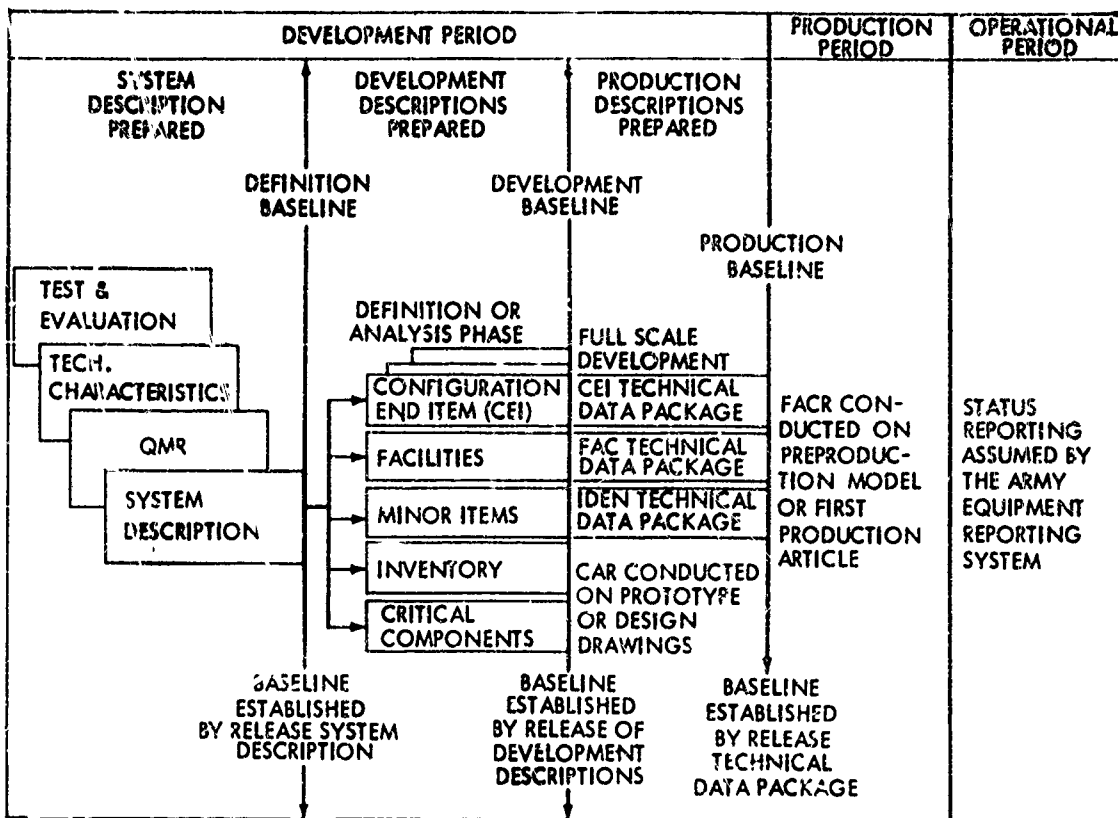 DEVELOPMENT PERIOD
PRODUCTION
PERIOD
OPERATIONAL
PERIOD
SYSTEM
DESCRIPTION
PREPARED
DEVELOPMENT
DESCRIPTIONS
PREPARED
PRODUCTION
DESCRIPTIONS
PREPARED
DEFINITION
BASELINE
DEVELOPMENT
BASELINE
PRODUCTION
BASELINE
TEST &
EVALUATION
TECH.
CHARACTERISTICS
QMR
SYSTEM
DESCRIPTION
DEFINITION OR
ANALYSIS PHASE
CONFIGURATION
END ITEM (CEI)
FACILITIES
MINOR ITEMS
INVENTORY
CRITICAL
COMPONENTS
FULL SCALE
DEVELOPMENT
CEI TECHNICAL
DATA PACKAGE
FAC TECHNICAL
DATA PACKAGE
IDEN TECHNICAL
DATA PACKAGE
CAR CONDUCTED
ON PROTOTYPE
OR DESIGN
DRAWINGS
FACR CON-
DUCTED ON
PREPRODUC-
TION MODEL
OR FIRST
PRODUCTION
ARTICLE
STATUS
REPORTING
ASSUMED BY
THE ARMY
EQUIPMENT
REPORTING
SYSTEM
BASELINE
ESTABLISHED
BY RELEASE SYSTEM
DESCRIPTION
BASELINE
ESTABLISHED
BY RELEASE OF
DEVELOPMENT
DESCRIPTIONS
BASELINE
ESTABLISHED
BY RELEASE
TECHNICAL
DATA PACKAGE